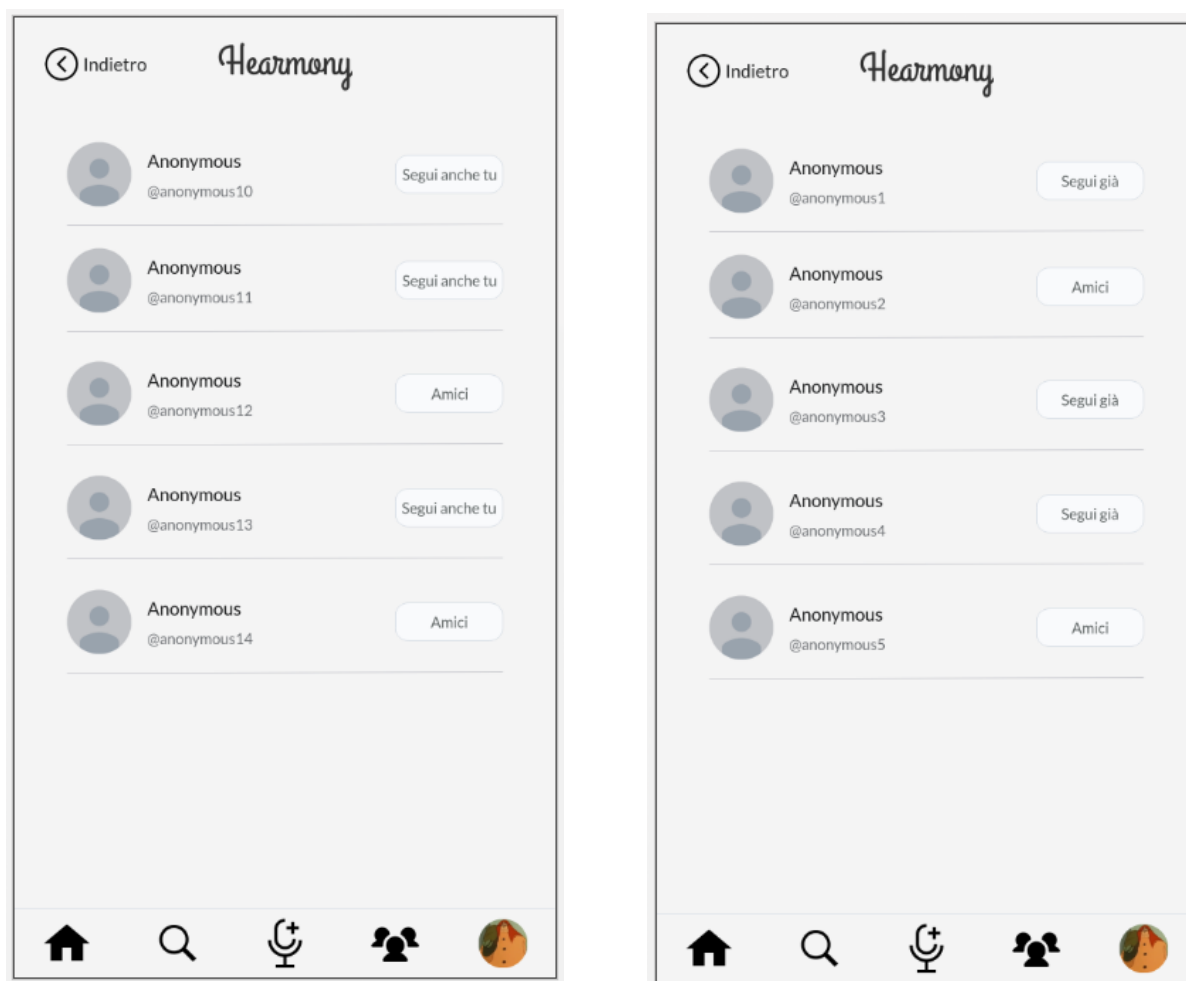 Indietro
Hearmony
Anonymous
@anonymous10
Segui anche tu
Anonymous
@anonymous11
Segui anche tu
Anonymous
@anonymous12
Amici
Anonymous
@anonymous13
Segui anche tu
Anonymous
@anonymous14
Amici
Indietro
Hearmony
Anonymous
@anonymous1
Segui già
Anonymous
@anonymous2
Amici
Anonymous
@anonymous3
Segui già
Anonymous
@anonymous4
Segui già
Anonymous
@anonymous5
Amici